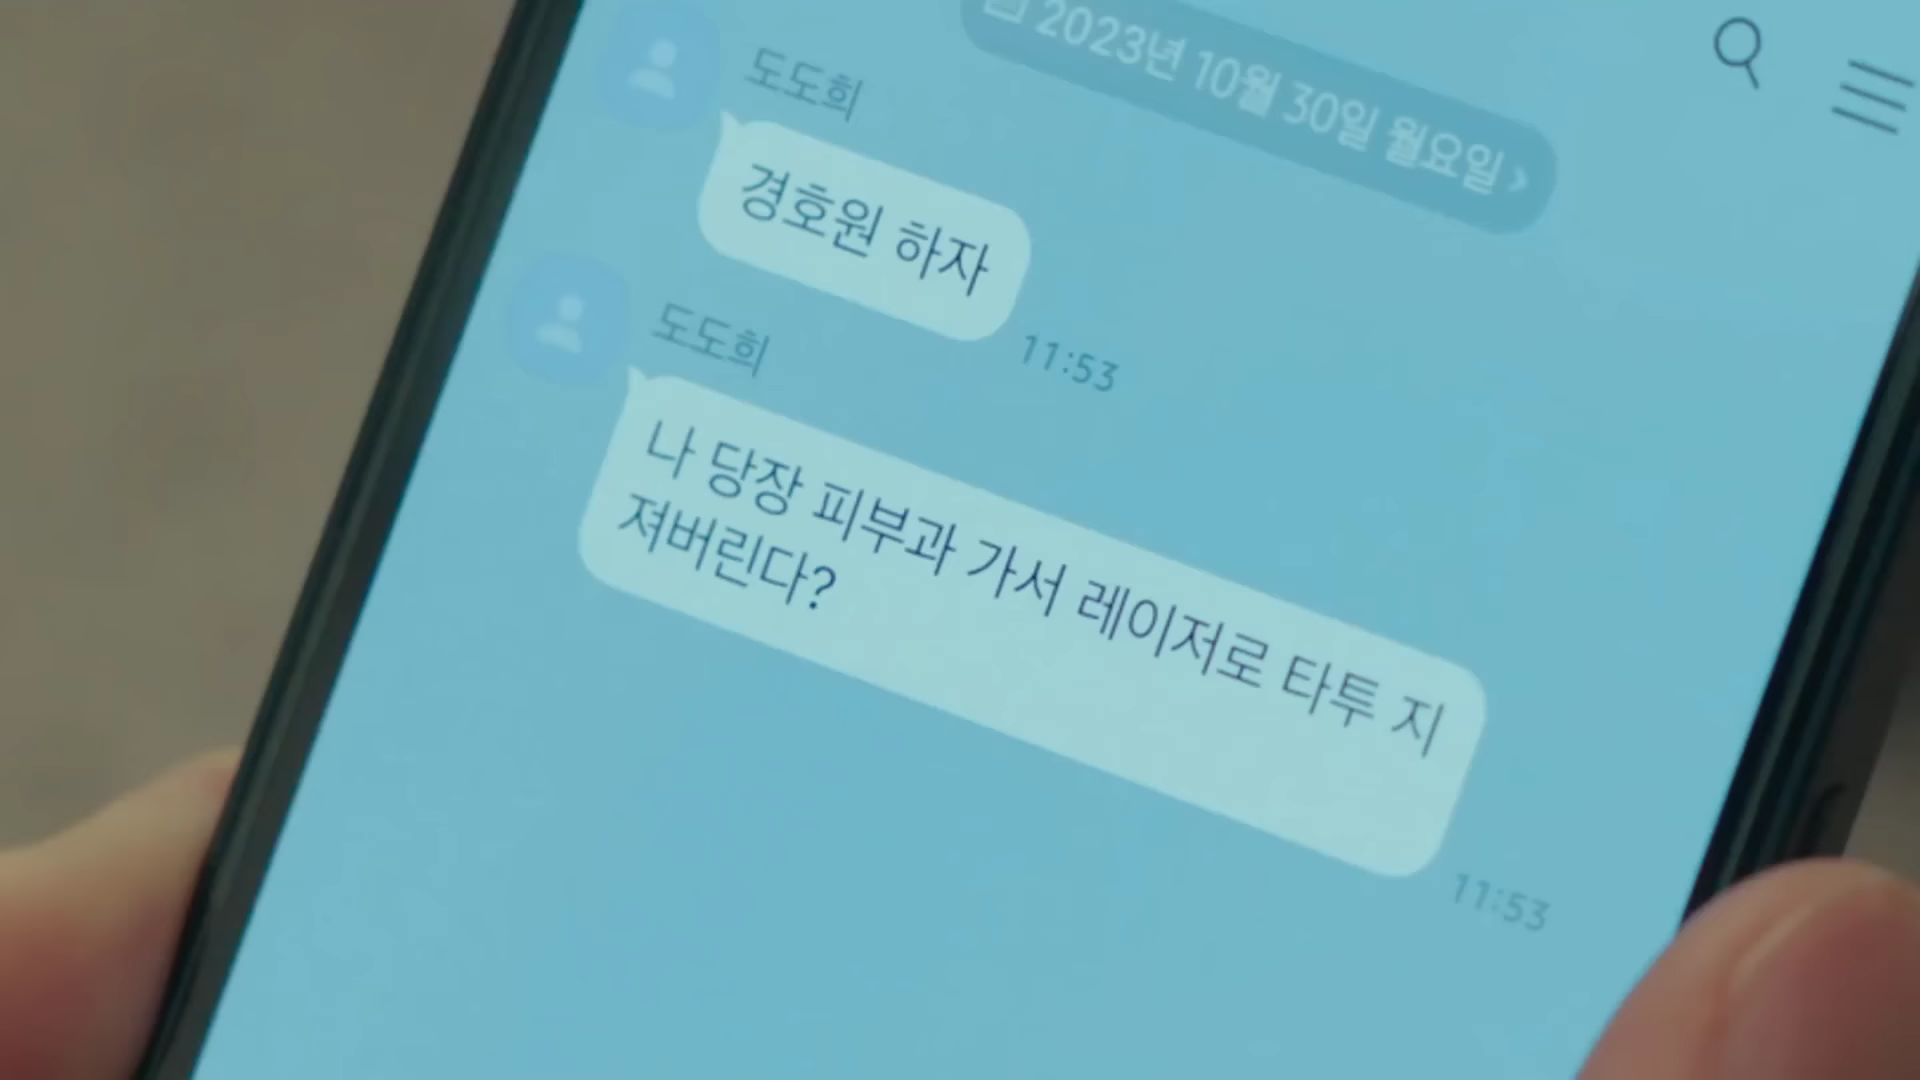 2023년 10월 30일 월요일 >
도도희
경호원 하자
11:53
도도희
나 당장 피부과 가서 레이저로 타투 지
져버린다?
11:53